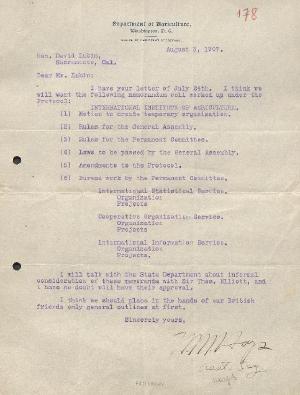 178
Department of Agriculture,
Washington, D. C.
August 3, 1907.
Hon. David Lubin,
Sacramento, Cal.
Dear Mr. Lubin:
I have your letter of July 28th. I think we
will want the following memorandum well worked up under the
Protocol:
INTERNATIONAL INSTITUTE OF AGRICULTURE.
(1) Motion to create temporary organization.
(2) Rules for the General Assembly.
(3) Rules for the Permanent Committee.
(4) Laws to be passed by the General Assembly.
(5) Amendments to the Protocol.
(6) Bureau work by the Permanent Committee.
International Statistical Service.
Organization
Projects
Cooperative Organization Service.
Organization
Projects
International Information Service.
Organization
Projects
I will talk with the State Department about informal
consideration of these memoranda with Sir Thos. Elliott, and
I have no doubt will have their approval.
I think we should place in the hands of our British
friends only general outlines at first.
Sincerely yours,